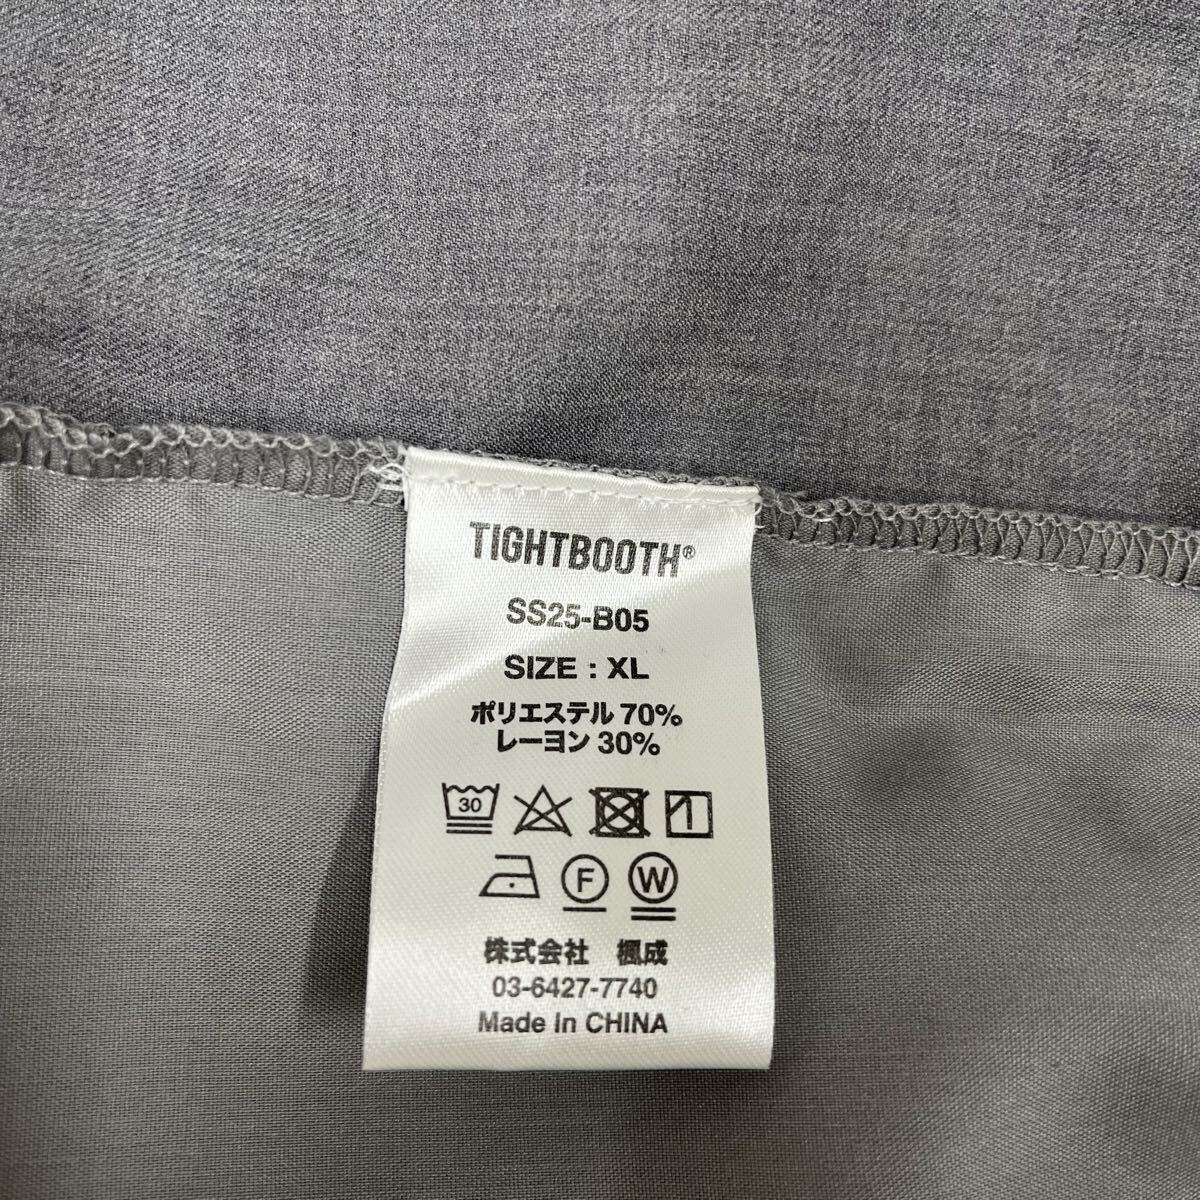 TIGHTBOOTH®
SS25-B05
SIZE : XL
ポリエステル 70%
レーヨン 30%
30
F W
株式会社 楓成
03-6427-7740
Made in CHINA